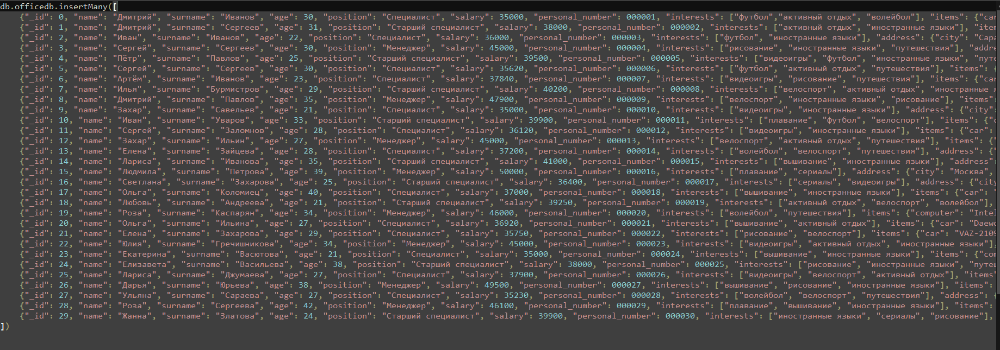 db.officedb.insertMany([
{"_id": 0, "name": "Дмитрий", "surname": "Иванов", "age": 30, "position": "Специалист", "salary": 35000, "personal_number": 000001, "interests": ["футбол","активный отдых", "волейбол"], "items": {"car
{"_id": 1, "name": "Дмитрий", "surname": "Сергеев", "age": 31, "position": "Старший специалист", "salary": 38000, "personal_number": 000002, "interests": ["активный отдых", "иностранные языки"], "item
{"_id": 2, "name": "Иван", "surname": "Иванов", "age": 22, "position": "Специалист", "salary": 36000, "personal_number": 000003, "interests": ["футбол", "иностранные языки"], "address": {"city": "Сара
{"_id": 3, "name": "Сергей", "surname": "Сергеев", "age": 30, "position": "Менеджер", "salary": 45000, "personal_number": 000004, "interests": ["рисование", "иностранные языки", "путешествия"], "addre
{"_id": 4, "name": "Пётр", "surname": "Павлов", "age": 25, "position": "Старший специалист", "salary": 39500, "personal_number": 000005, "interests": ["видеоигры", "футбол", "иностранные языки", "путе
{"_id": 5, "name": "Сергей", "surname": "Сергеев", "age": 30, "position": "Специалист", "salary": 35620, "personal_number": 000006, "interests": ["футбол", "активный отдых", "путешествия"], "items": {
{"_id": 6, "name": "Артём", "surname": "Иванов", "age": 23, "position": "Специалист", "salary": 37840, "personal_number": 000007, "interests": ["видеоигры", "рисование", "путешествия"], "items": {"car
{"_id": 7, "name": "Илья", "surname": "Бурмистров", "age": 29, "position": "Старший специалист", "salary": 40200, "personal_number": 000008, "interests": ["велоспорт", "активный отдых", "иностранные я
{"_id": 8, "name": "Дмитрий", "surname": "Павлов", "age": 35, "position": "Менеджер", "salary": 47900, "personal_number": 000009, "interests": ["велоспорт", "иностранные языки", "рисование"], "items":
{"_id": 9, "name": "Захар", "surname": "Савельев", "age": 21, "position": "Специалист", "salary": 35000, "personal_number": 000010, "interests": ["видеоигры", "иностранные языки"], "address": {"city":
{"_id": 10, "name": "Иван", "surname": "Уваров", "age": 33, "position": "Старший специалист", "salary": 39900, "personal_number": 000011, "interests": ["плавание", "футбол", "велоспорт"], "items": {"c
{"_id": 11, "name": "Сергей", "surname": "Заломнов", "age": 28, "position": "Специалист", "salary": 36120, "personal_number": 000012, "interests": ["видеоигры", "иностранные языки"], "items": {"car":
{"_id": 12, "name": "Захар", "surname": "Ильин", "age": 27, "position": "Менеджер", "salary": 45000, "personal_number": 000013, "interests": ["велоспорт", "активный отдых", "путешествия"], "items": {"
{"_id": 13, "name": "Елена", "surname": "Зайцева", "age": 28, "position": "Специалист", "salary": 37200, "personal_number": 000014, "interests": ["волейбол", "велоспорт", "путешествия"], "address": {"
{"_id": 14, "name": "Лариса", "surname": "Иванова", "age": 35, "position": "Старший специалист", "salary": 41000, "personal_number": 000015, "interests": ["вышивание", "иностранные языки"], "address":
{"_id": 15, "name": "Людмила", "surname": "Петрова", "age": 39, "position": "Менеджер", "salary": 50000, "personal_number": 000016, "interests": ["плавание", "сериалы"], "address": {"city": "Москва",
{"_id": 16, "name": "Светлана", "surname": "Захарова", "age": 25, "position": "Старший специалист", "salary": 36400, "personal_number": 000017, "interests": ["сериалы", "видеоигры"], "address": {"city
{"_id": 17, "name": "Ольга", "surname": "Коломиец", "age": 40, "position": "Специалист", "salary": 37000, "personal_number": 000018, "interests": ["вышивание", "иностранные языки"], "items": {"car": "
{"_id": 18, "name": "Любовь", "surname": "Андреева", "age": 21, "position": "Старший специалист", "salary": 39250, "personal_number": 000019, "interests": ["активный отдых", "велоспорт", "волейбол"],
{"_id": 19, "name": "Роза", "surname": "Каспарян", "age": 34, "position": "Менеджер", "salary": 46000, "personal_number": 000020, "interests": ["волейбол", "путешествия"], "items": {"computer": "Intel
{"_id": 20, "name": "Ольга", "surname": "Ильина", "age": 27, "position": "Специалист", "salary": 36920, "personal_number": 000021, "interests": ["вышивание", "активный отдых"], "items": {"car": "Daewo
{"_id": 21, "name": "Елена", "surname": "Захарова", "age": 29, "position": "Специалист", "salary": 35750, "personal_number": 000022, "interests": ["рисование", "велоспорт"], "items": {"car": "VAZ-2109
{"_id": 22, "name": "Юлия", "surname": "Гречишникова", "age": 34, "position": "Менеджер", "salary": 45000, "personal_number": 000023, "interests": ["видеоигры", "активный отдых", "иностранные языки"],
{"_id": 23, "name": "Екатерина", "surname": "Васютова", "age": 21, "position": "Специалист", "salary": 35000, "personal_number": 000024, "interests": ["вышивание", "иностранные языки"], "items": {"com
{"_id": 24, "name": "Елизавета", "surname": "Васильева", "age": 38, "position": "Старший специалист", "salary": 38000, "personal_number": 000025, "interests": ["рисование", "иностранные языки", "путеш
{"_id": 25, "name": "Лариса", "surname": "Джумаева", "age": 27, "position": "Специалист", "salary": 37900, "personal_number": 000026, "interests": ["видеоигры", "велоспорт", "активный отдых"], "items"
{"_id": 26, "name": "Дарья", "surname": "Юрьева", "age": 38, "position": "Менеджер", "salary": 49500, "personal_number": 000027, "interests": ["вышивание", "рисование", "иностранные языки"], "items":
{"_id": 27, "name": "Ульяна", "surname": "Сараева", "age": 27, "position": "Специалист", "salary": 35230, "personal_number": 000028, "interests": ["волейбол", "велоспорт", "путешествия"], "address": {
{"_id": 28, "name": "Роза", "surname": "Сергеева", "age": 42, "position": "Менеджер", "salary": 46100, "personal_number": 000029, "interests": ["плавание", "вышивание", "иностранные языки"], "items":
{"_id": 29, "name": "Жанна", "surname": "Златова", "age": 24, "position": "Старший специалист", "salary": 39900, "personal_number": 000030, "interests": ["иностранные языки", "сериалы", "рисование"],
])